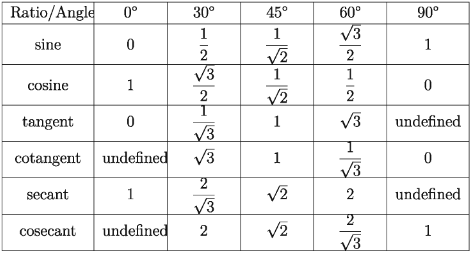 Ratio/Angle 0° 30° 45° 60° 90°
sine 0 1/2 1/√2 √3/2 1
cosine 1 √3/2 1/√2 1/2 0
tangent 0 1/√3 1 √3 undefined
cotangent undefined √3 1 1/√3 0
secant 1 2/√3 √2 2 undefined
cosecant undefined 2 √2 2/√3 1